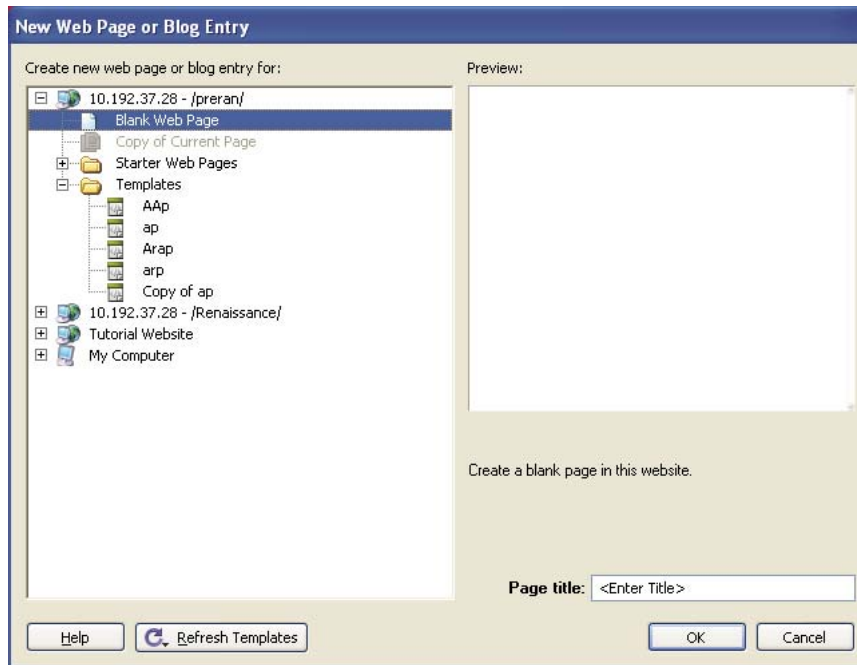 New Web Page or Blog Entry
Create new web page or blog entry for:
10.192.37.28 - /preran/
Blank Web Page
Copy of Current Page
Starter Web Pages
Templates
AAp
ap
Arap
arp
Copy of ap
10.192.37.28 - /Renaissance/
Tutorial Website
My Computer
Preview:
Create a blank page in this website.
Page title: <Enter Title>
Help
Refresh Templates
OK
Cancel